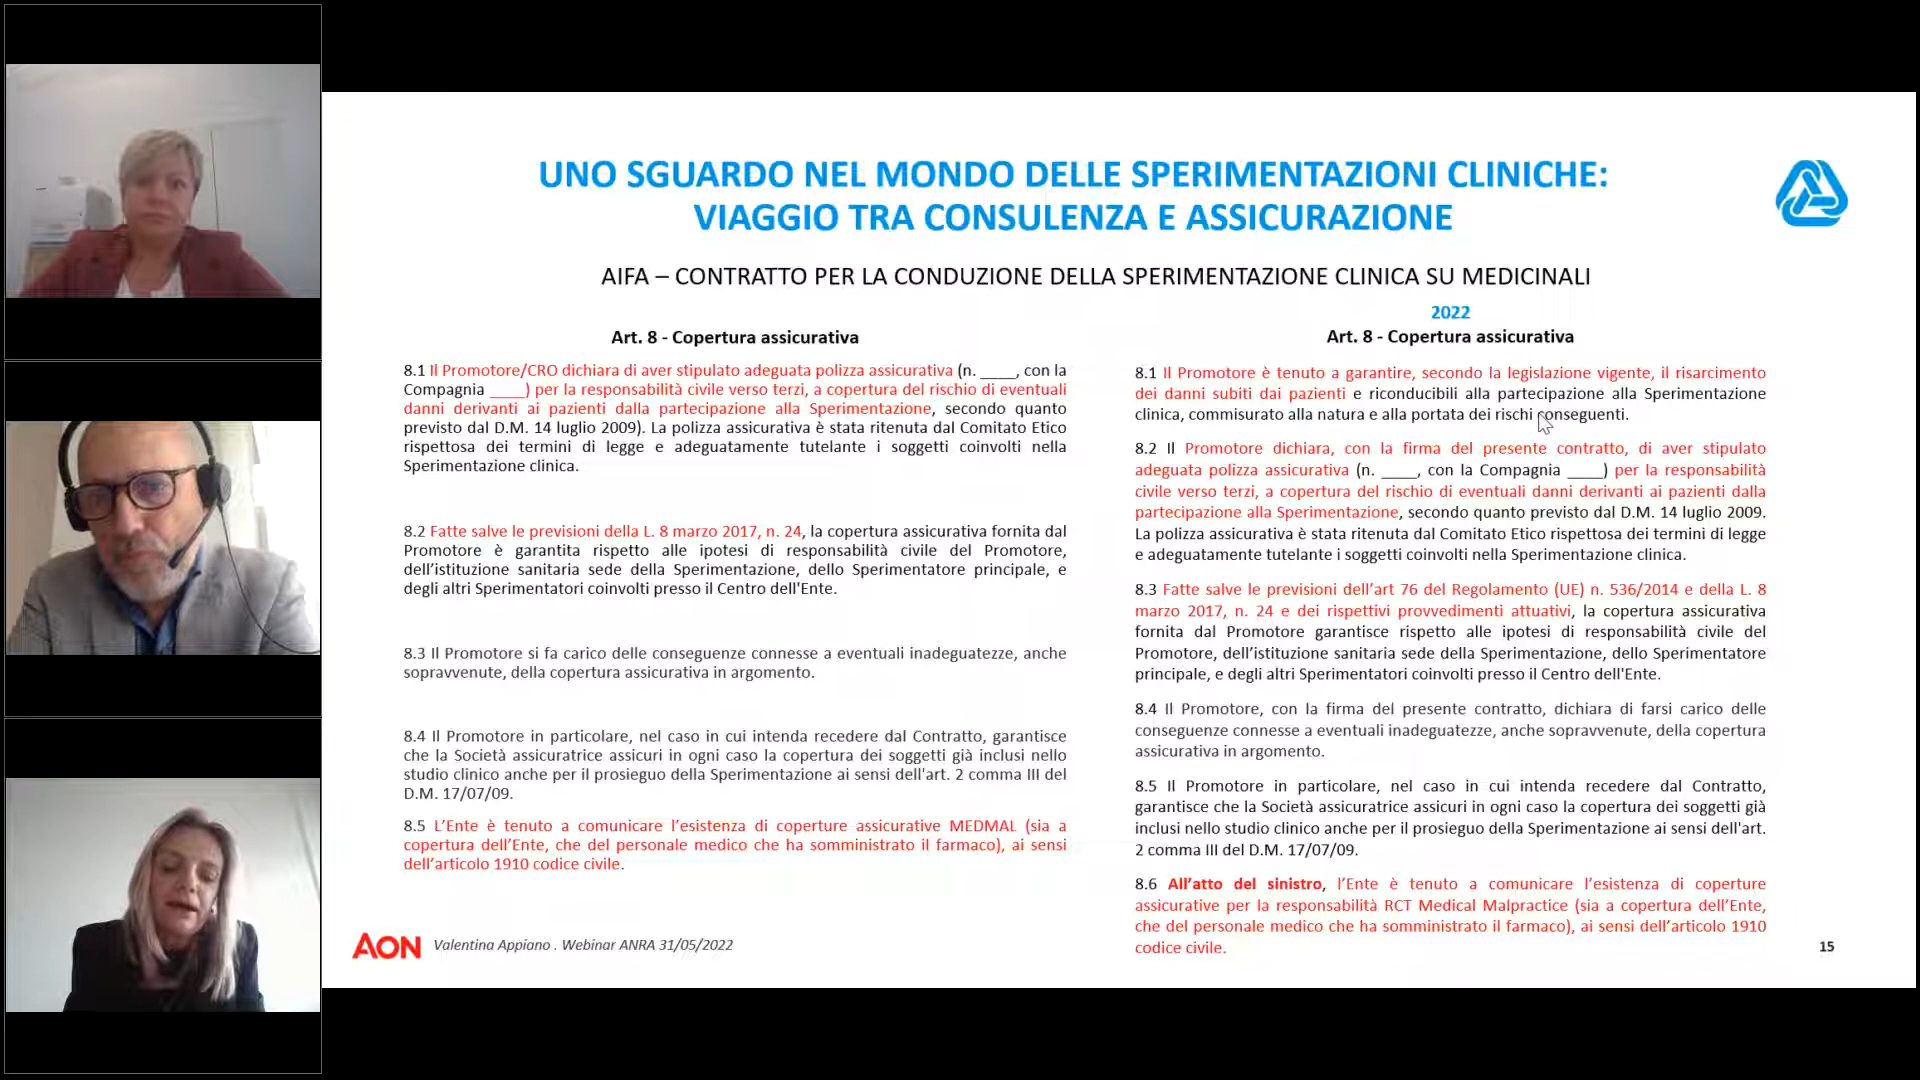 UNO SGUARDO NEL MONDO DELLE SPERIMENTAZIONI CLINICHE:
VIAGGIO TRA CONSULENZA E ASSICURAZIONE
AIFA – CONTRATTO PER LA CONDUZIONE DELLA SPERIMENTAZIONE CLINICA SU MEDICINALI
Art. 8 - Copertura assicurativa
8.1 Il Promotore/CRO dichiara di aver stipulato adeguata polizza assicurativa (n. ____, con la
Compagnia ____) per la responsabilità civile verso terzi, a copertura del rischio di eventuali
danni derivanti ai pazienti dalla partecipazione alla Sperimentazione, secondo quanto
previsto dal D.M. 14 luglio 2009). La polizza assicurativa è stata ritenuta dal Comitato Etico
rispettosa dei termini di legge e adeguatamente tutelante i soggetti coinvolti nella
Sperimentazione clinica.
8.2 Fatte salve le previsioni della L. 8 marzo 2017, n. 24, la copertura assicurativa fornita dal
Promotore è garantita rispetto alle ipotesi di responsabilità civile del Promotore,
dell’istituzione sanitaria sede della Sperimentazione, dello Sperimentatore principale, e
degli altri Sperimentatori coinvolti presso il Centro dell'Ente.
8.3 Il Promotore si fa carico delle conseguenze connesse a eventuali inadeguatezze, anche
sopravvenute, della copertura assicurativa in argomento.
8.4 Il Promotore in particolare, nel caso in cui intenda recedere dal Contratto, garantisce
che la Società assicuratrice assicuri in ogni caso la copertura dei soggetti già inclusi nello
studio clinico anche per il prosieguo della Sperimentazione ai sensi dell'art. 2 comma III del
D.M. 17/07/09.
8.5 L’Ente è tenuto a comunicare l’esistenza di coperture assicurative MEDMAL (sia a
copertura dell’Ente, che del personale medico che ha somministrato il farmaco), ai sensi
dell’articolo 1910 codice civile.
2022
Art. 8 - Copertura assicurativa
8.1 Il Promotore è tenuto a garantire, secondo la legislazione vigente, il risarcimento
dei danni subiti dai pazienti e riconducibili alla partecipazione alla Sperimentazione
clinica, commisurato alla natura e alla portata dei rischi conseguenti.
8.2 Il Promotore dichiara, con la firma del presente contratto, di aver stipulato
adeguata polizza assicurativa (n. ____, con la Compagnia ____) per la responsabilità
civile verso terzi, a copertura del rischio di eventuali danni derivanti ai pazienti dalla
partecipazione alla Sperimentazione, secondo quanto previsto dal D.M. 14 luglio 2009.
La polizza assicurativa è stata ritenuta dal Comitato Etico rispettosa dei termini di legge
e adeguatamente tutelante i soggetti coinvolti nella Sperimentazione clinica.
8.3 Fatte salve le previsioni dell’art 76 del Regolamento (UE) n. 536/2014 e della L. 8
marzo 2017, n. 24 e dei rispettivi provvedimenti attuativi, la copertura assicurativa
fornita dal Promotore garantisce rispetto alle ipotesi di responsabilità civile del
Promotore, dell’istituzione sanitaria sede della Sperimentazione, dello Sperimentatore
principale, e degli altri Sperimentatori coinvolti presso il Centro dell'Ente.
8.4 Il Promotore, con la firma del presente contratto, dichiara di farsi carico delle
conseguenze connesse a eventuali inadeguatezze, anche sopravvenute, della copertura
assicurativa in argomento.
8.5 Il Promotore in particolare, nel caso in cui intenda recedere dal Contratto,
garantisce che la Società assicuratrice assicuri in ogni caso la copertura dei soggetti già
inclusi nello studio clinico anche per il prosieguo della Sperimentazione ai sensi dell'art.
2 comma III del D.M. 17/07/09.
8.6 All’atto del sinistro, l’Ente è tenuto a comunicare l’esistenza di coperture
assicurative per la responsabilità RCT Medical Malpractice (sia a copertura dell’Ente,
che del personale medico che ha somministrato il farmaco), ai sensi dell’articolo 1910
codice civile.
AON Valentina Appiano . Webinar ANRA 31/05/2022
15